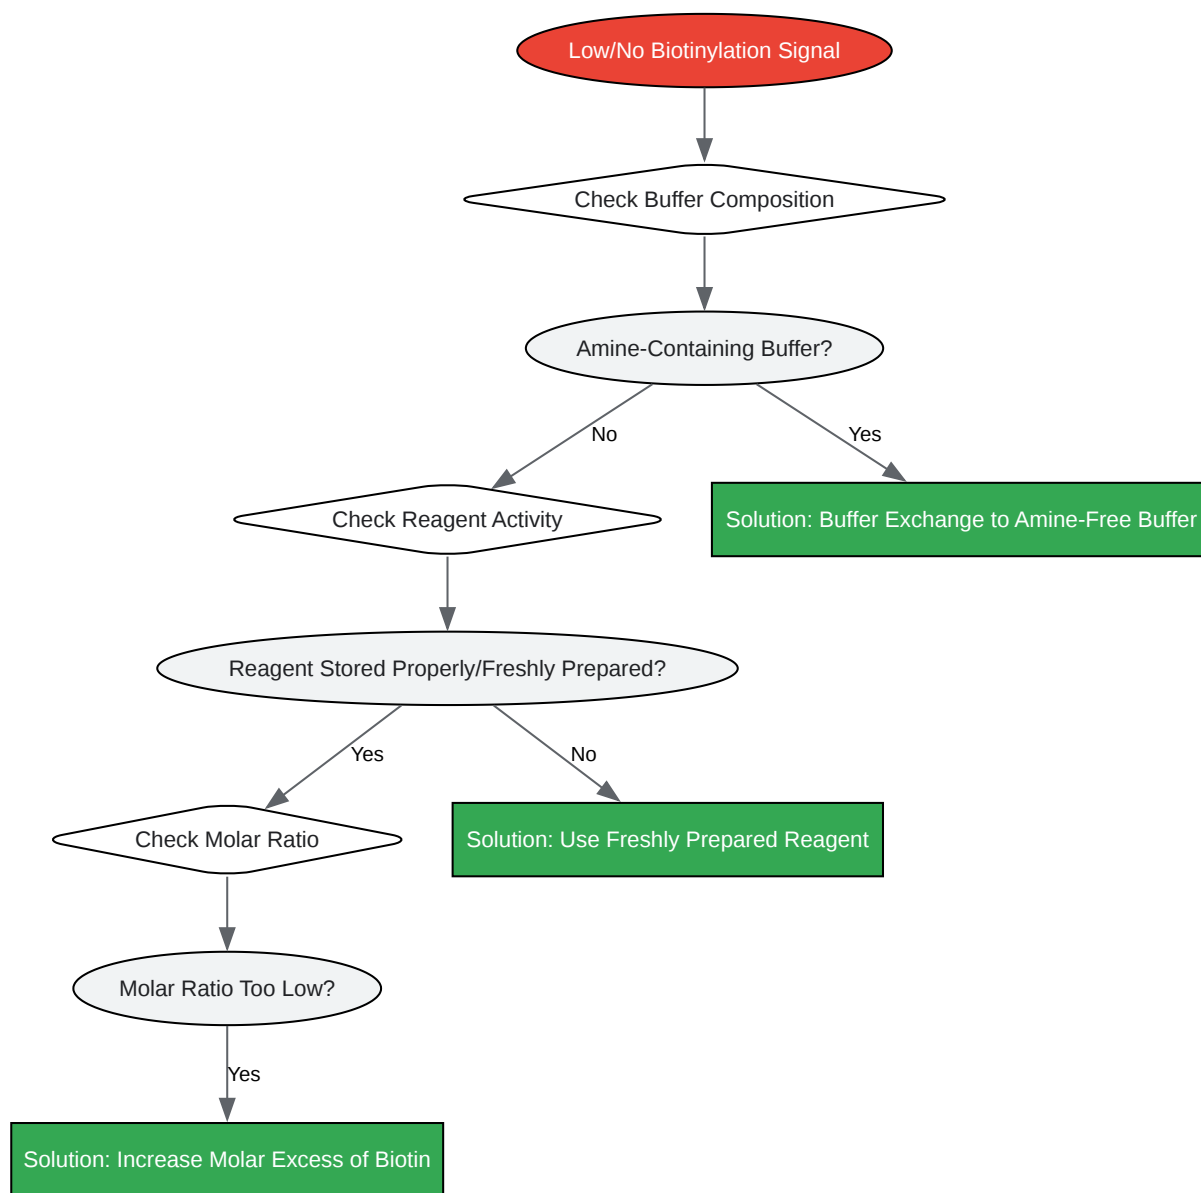 Low/No Biotinylation Signal
Check Buffer Composition
Amine-Containing Buffer?
No
Yes
Check Reagent Activity
Solution: Buffer Exchange to Amine-Free Buffer
Reagent Stored Properly/Freshly Prepared?
Yes
No
Check Molar Ratio
Solution: Use Freshly Prepared Reagent
Molar Ratio Too Low?
Yes
Solution: Increase Molar Excess of Biotin